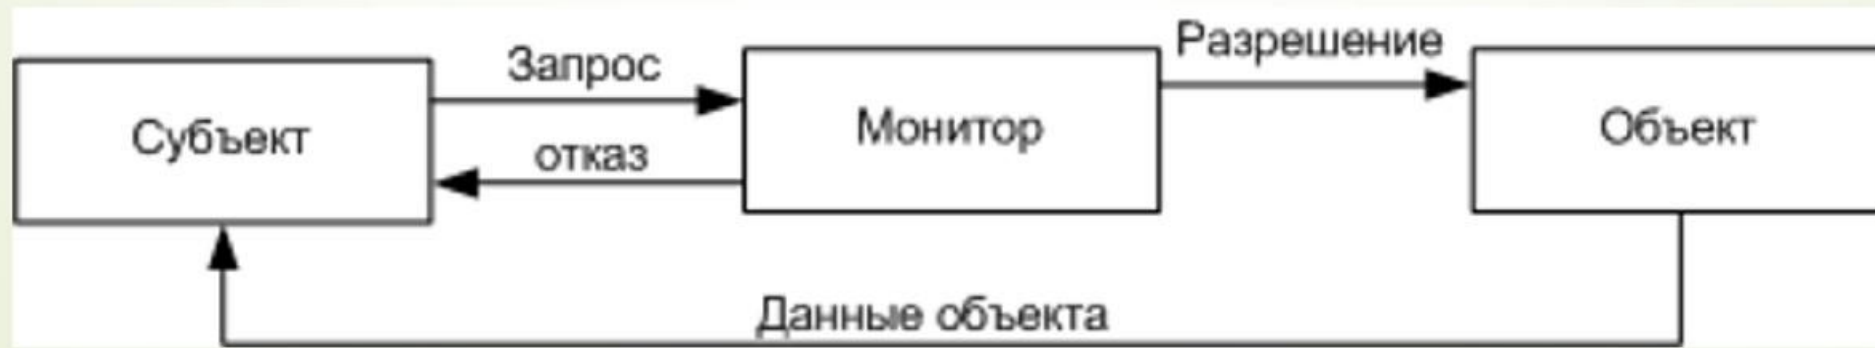 Запрос
Разрешение
Субъект
Монитор
Объект
отказ
Данные объекта